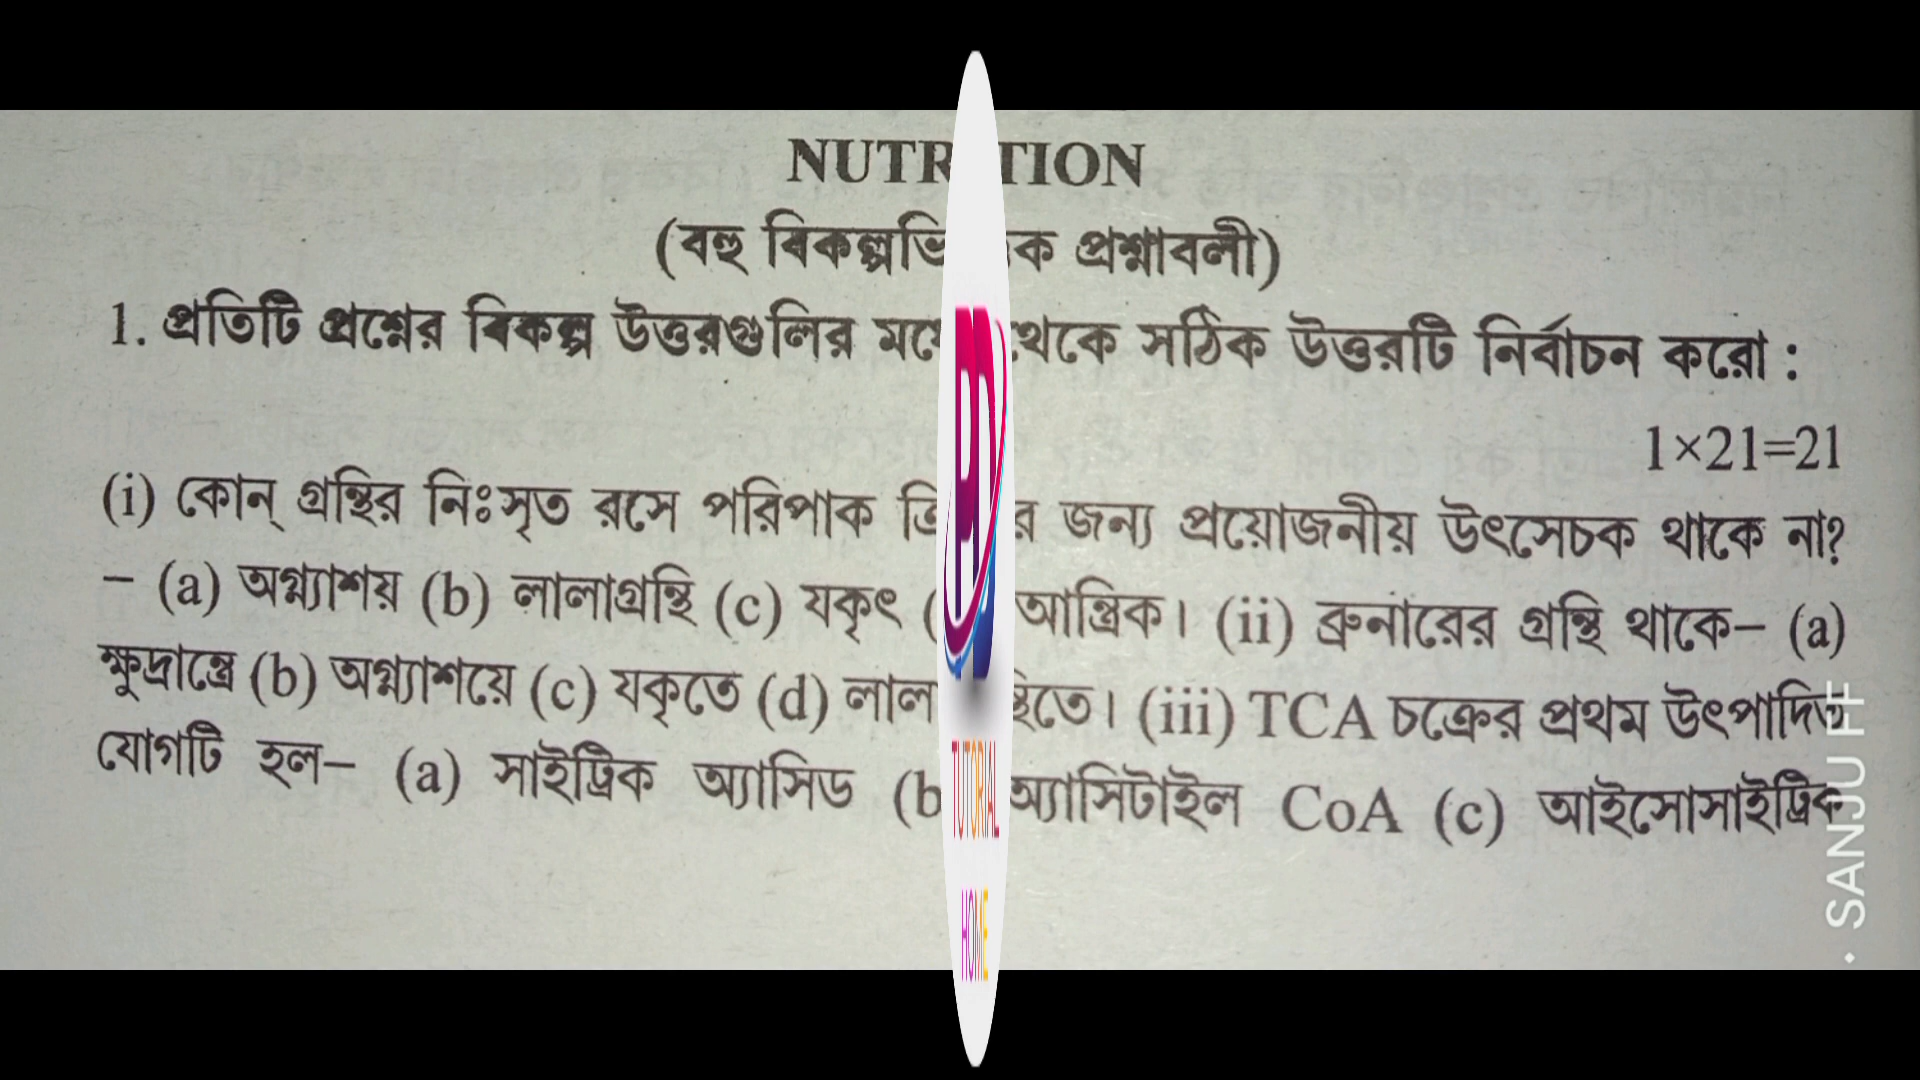 NUTRITION
(বহু বিকল্পভিত্তিক প্রশ্নাবলী)
1. প্রতিটি প্রশ্নের বিকল্প উত্তরগুলির মধ্যে থেকে সঠিক উত্তরটি নির্বাচন করো :
1×21=21
(i) কোন্ গ্রন্থির নিঃসৃত রসে পরিপাক ক্রিয়ার জন্য প্রয়োজনীয় উৎসেচক থাকে না?
– (a) অগ্ন্যাশয় (b) লালাগ্রন্থি (c) যকৃৎ (d) আন্ত্রিক। (ii) ব্রুনারের গ্রন্থি থাকে– (a)
ক্ষুদ্রান্ত্রে (b) অগ্ন্যাশয়ে (c) যকৃতে (d) লালাগ্রন্থিতে। (iii) TCA চক্রের প্রথম উৎপাদিত
যোগটি হল– (a) সাইট্রিক অ্যাসিড (b) অ্যাসিটাইল CoA (c) আইসোসাইট্রিক
TUTORIAL
HOME
SANJU FF